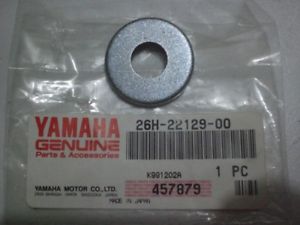 YAMAHA
GENUINE
Parts & Accessories
26H-22129-00
K991202A
1 PC
YAMAHA MOTOR CO., LTD.
457879
MADE IN JAPAN